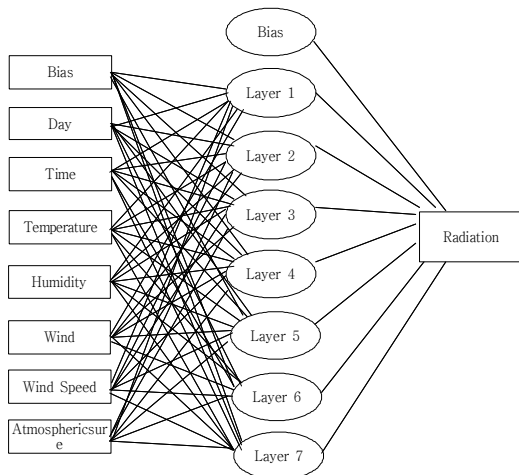 Bias
Day
Time
Temperature
Humidity
Wind
Wind Speed
Atmosphericsur
e
Bias
Layer 1
Layer 2
Layer 3
Layer 4
Layer 5
Layer 6
Layer 7
Radiation